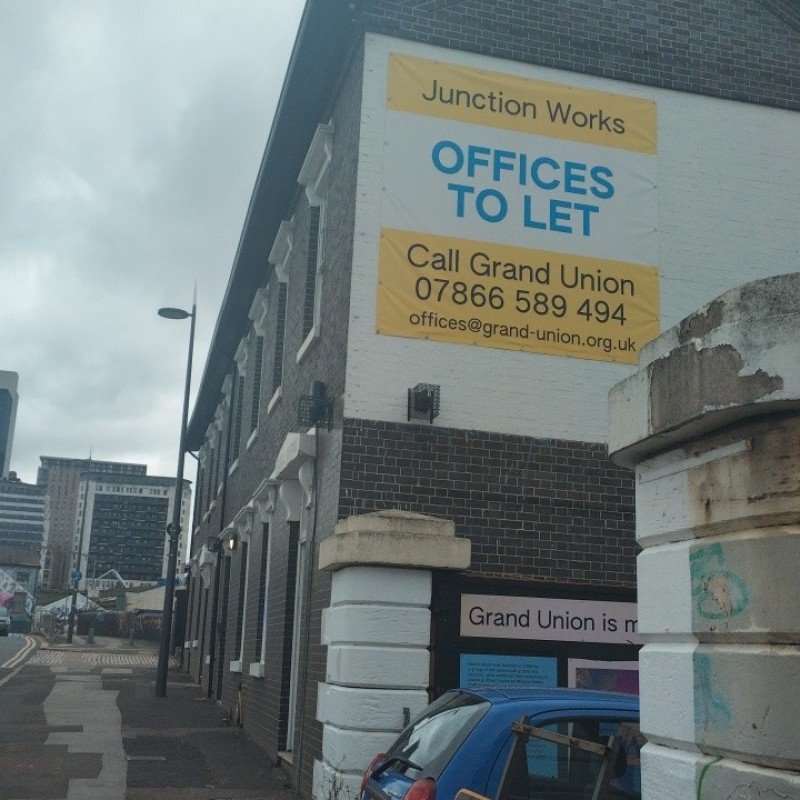 Junction Works
OFFICES
TO LET
Call Grand Union
07866 589 494
offices@grand-union.org.uk
Grand Union is